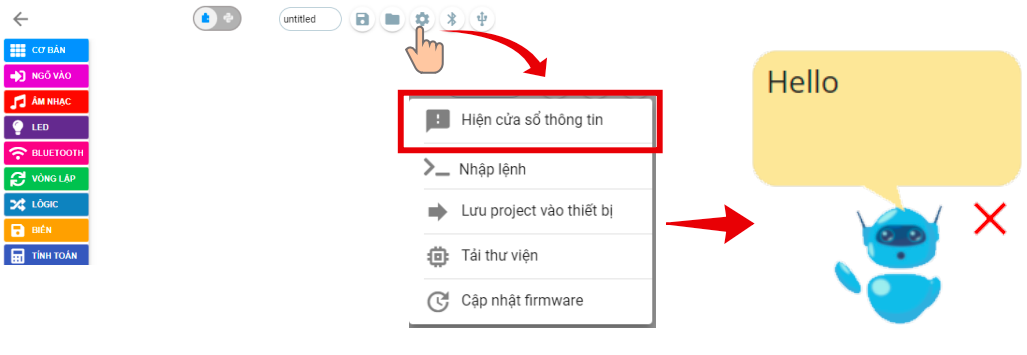 untitled
CƠ BẢN
NGÕ VÀO
ÂM NHẠC
LED
BLUETOOTH
VÒNG LẶP
LÔGIC
BIẾN
TÍNH TOÁN
Hiện cửa sổ thông tin
Nhập lệnh
Lưu project vào thiết bị
Tải thư viện
Cập nhật firmware
Hello